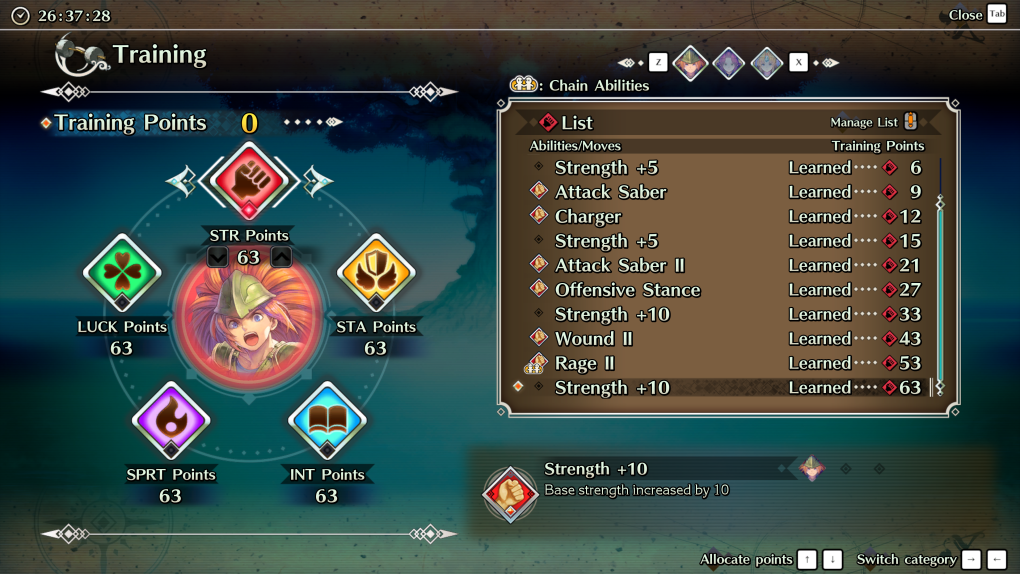 26:37:28
Close Tab
Training
Z X
: Chain Abilities
Training Points 0
List
Manage List
Abilities/Moves Training Points
Strength +5 Learned 6
Attack Saber Learned 9
Charger Learned 12
Strength +5 Learned 15
Attack Saber II Learned 21
Offensive Stance Learned 27
Strength +10 Learned 33
Wound II Learned 43
Rage II Learned 53
Strength +10 Learned 63
STR Points
63
LUCK Points
63
STA Points
63
SPRT Points
63
INT Points
63
Strength +10
Base strength increased by 10
Allocate points ↑ ↓ Switch category → ←